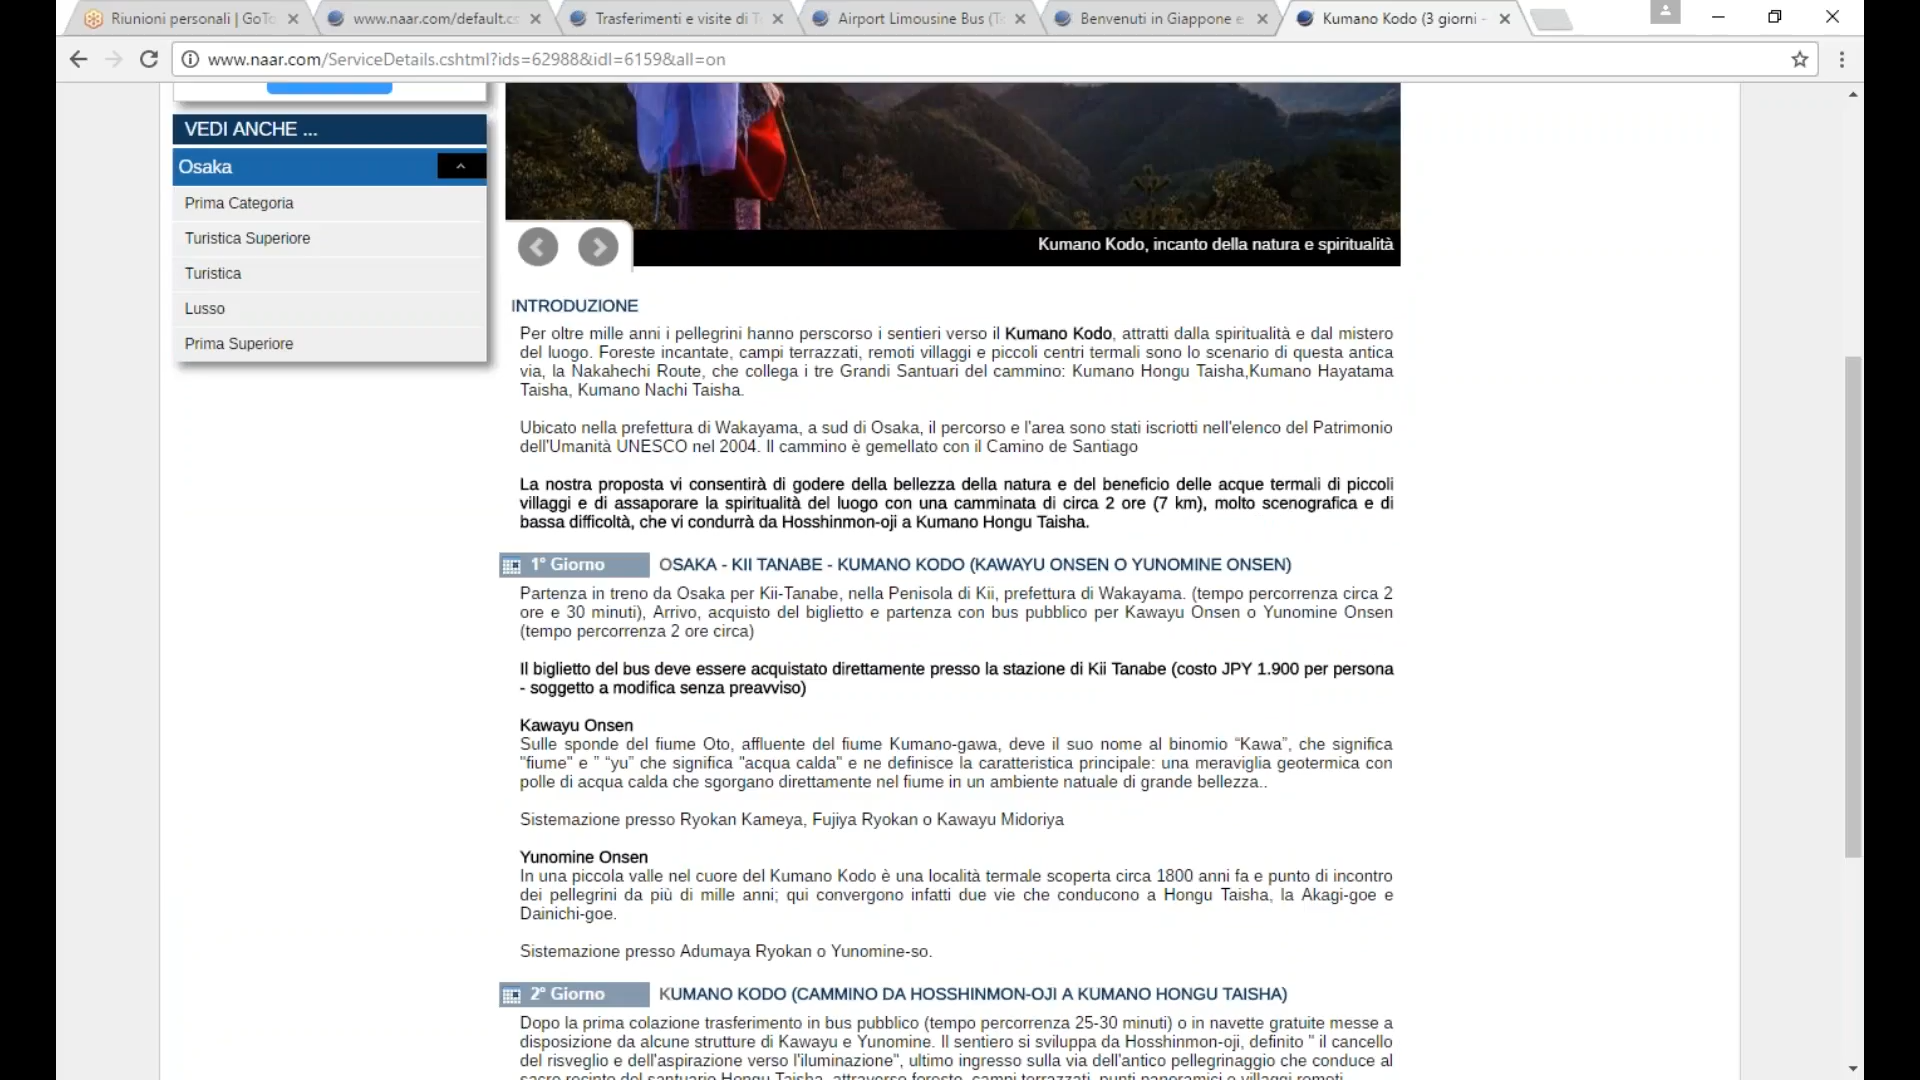 Riunioni personali | GoTo
www.naar.com/default.cs
Trasferimenti e visite di T
Airport Limousine Bus (To
Benvenuti in Giappone e
Kumano Kodo (3 giorni -
www.naar.com/ServiceDetails.cshtml?ids=62988&idl=6159&all=on
VEDI ANCHE ...
Osaka
Prima Categoria
Turistica Superiore
Turistica
Lusso
Prima Superiore
Kumano Kodo, incanto della natura e spiritualità
INTRODUZIONE
Per oltre mille anni i pellegrini hanno perscorso i sentieri verso il Kumano Kodo, attratti dalla spiritualità e dal mistero
del luogo. Foreste incantate, campi terrazzati, remoti villaggi e piccoli centri termali sono lo scenario di questa antica
via, la Nakahechi Route, che collega i tre Grandi Santuari del cammino: Kumano Hongu Taisha,Kumano Hayatama
Taisha, Kumano Nachi Taisha.
Ubicato nella prefettura di Wakayama, a sud di Osaka, il percorso e l'area sono stati iscriotti nell'elenco del Patrimonio
dell'Umanità UNESCO nel 2004. Il cammino è gemellato con il Camino de Santiago
La nostra proposta vi consentirà di godere della bellezza della natura e del beneficio delle acque termali di piccoli
villaggi e di assaporare la spiritualità del luogo con una camminata di circa 2 ore (7 km), molto scenografica e di
bassa difficoltà, che vi condurrà da Hosshinmon-oji a Kumano Hongu Taisha.
1° Giorno OSAKA - KII TANABE - KUMANO KODO (KAWAYU ONSEN O YUNOMINE ONSEN)
Partenza in treno da Osaka per Kii-Tanabe, nella Penisola di Kii, prefettura di Wakayama. (tempo percorrenza circa 2
ore e 30 minuti), Arrivo, acquisto del biglietto e partenza con bus pubblico per Kawayu Onsen o Yunomine Onsen
(tempo percorrenza 2 ore circa)
Il biglietto del bus deve essere acquistato direttamente presso la stazione di Kii Tanabe (costo JPY 1.900 per persona
- soggetto a modifica senza preavviso)
Kawayu Onsen
Sulle sponde del fiume Oto, affluente del fiume Kumano-gawa, deve il suo nome al binomio “Kawa”, che significa
"fiume" e ” “yu” che significa "acqua calda" e ne definisce la caratteristica principale: una meraviglia geotermica con
polle di acqua calda che sgorgano direttamente nel fiume in un ambiente natuale di grande bellezza..
Sistemazione presso Ryokan Kameya, Fujiya Ryokan o Kawayu Midoriya
Yunomine Onsen
In una piccola valle nel cuore del Kumano Kodo è una località termale scoperta circa 1800 anni fa e punto di incontro
dei pellegrini da più di mille anni; qui convergono infatti due vie che conducono a Hongu Taisha, la Akagi-goe e
Dainichi-goe.
Sistemazione presso Adumaya Ryokan o Yunomine-so.
2° Giorno KUMANO KODO (CAMMINO DA HOSSHINMON-OJI A KUMANO HONGU TAISHA)
Dopo la prima colazione trasferimento in bus pubblico (tempo percorrenza 25-30 minuti) o in navette gratuite messe a
disposizione da alcune strutture di Kawayu e Yunomine. Il sentiero si sviluppa da Hosshinmon-oji, definito " il cancello
del risveglio e dell'aspirazione verso l'iluminazione", ultimo ingresso sulla via dell'antico pellegrinaggio che conduce al
sacro recinto del santuario Hongu Taisha, attraverso foreste, campi terrazzati, punti panoramici e villaggi remoti.